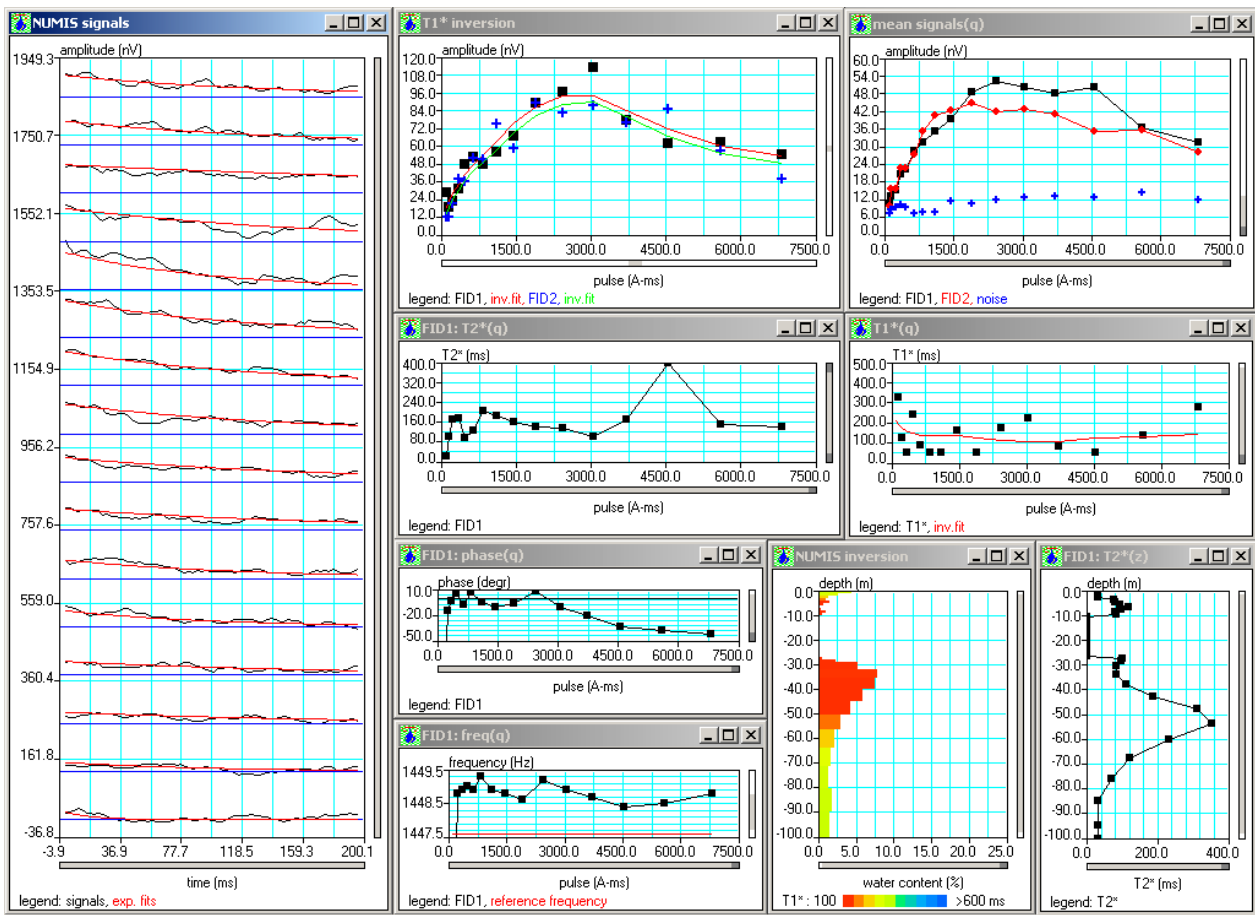 NUMIS signals
amplitude (nV)
1949.3
1750.7
1552.1
1353.5
1154.9
956.2
757.6
559.0
360.4
161.8
-36.8
-3.9 36.9 77.7 118.5 159.3 200.1
time (ms)
legend: signals, exp. fits
T1* inversion
amplitude (nV)
120.0
108.0
96.0
84.0
72.0
60.0
48.0
36.0
24.0
12.0
0.0
0.0 1500.0 3000.0 4500.0 6000.0 7500.0
pulse (A-ms)
legend: FID1, inv.fit, FID2, inv.fit
mean signals(q)
amplitude (nV)
60.0
54.0
48.0
42.0
36.0
30.0
24.0
18.0
12.0
6.0
0.0
0.0 1500.0 3000.0 4500.0 6000.0 7500.0
pulse (A-ms)
legend: FID1, FID2, noise
FID1: T2*(q)
T2* (ms)
400.0
320.0
240.0
160.0
80.0
0.0
0.0 1500.0 3000.0 4500.0 6000.0 7500.0
pulse (A-ms)
legend: FID1
T1*(q)
T1* (ms)
500.0
400.0
300.0
200.0
100.0
0.0
0.0 1500.0 3000.0 4500.0 6000.0 7500.0
pulse (A-ms)
legend: T1*, inv.fit
FID1: phase(q)
phase (degr)
10.0
-20.0
-50.0
0.0 1500.0 3000.0 4500.0 6000.0 7500.0
pulse (A-ms)
legend: FID1
FID1: freq(q)
frequency (Hz)
1449.5
1448.5
1447.5
0.0 1500.0 3000.0 4500.0 6000.0 7500.0
pulse (A-ms)
legend: FID1, reference frequency
NUMIS inversion
depth (m)
0.0
-10.0
-20.0
-30.0
-40.0
-50.0
-60.0
-70.0
-80.0
-90.0
-100.0
0.0 5.0 10.0 15.0 20.0 25.0
water content (%)
T1* : 100 >600 ms
FID1: T2*(z)
depth (m)
0.0
-10.0
-20.0
-30.0
-40.0
-50.0
-60.0
-70.0
-80.0
-90.0
-100.0
0.0 200.0 400.0
T2* (ms)
legend: T2*